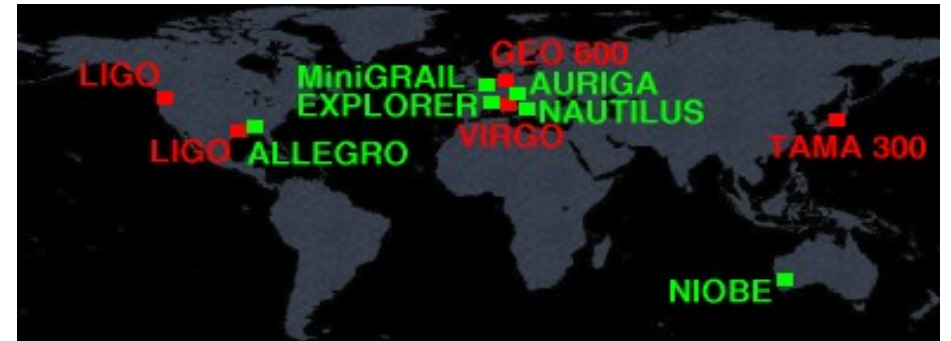 GEO 600
LIGO
MiniGRAIL
AURIGA
EXPLORER
NAUTILUS
VIRGO
TAMA 300
LIGO
ALLEGRO
NIOBE